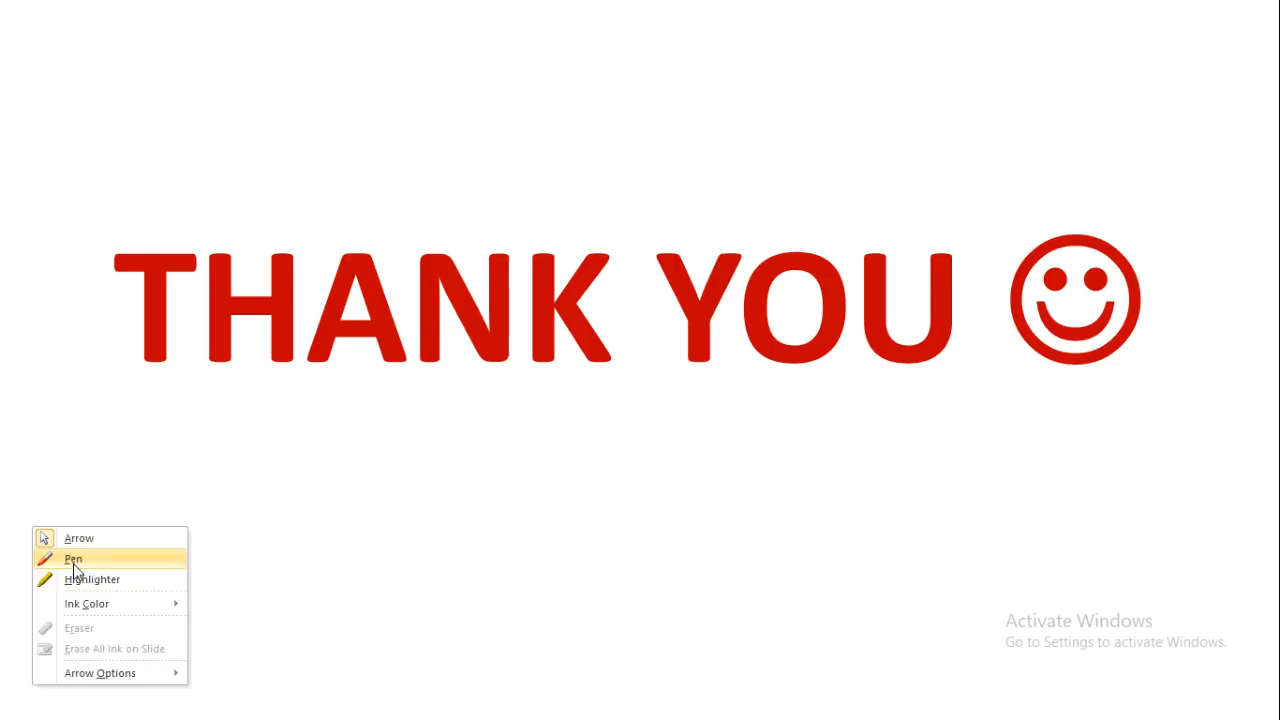 THANK YOU ☺
Arrow
Pen
Highlighter
Ink Color
Eraser
Erase All Ink on Slide
Arrow Options
Activate Windows
Go to Settings to activate Windows.